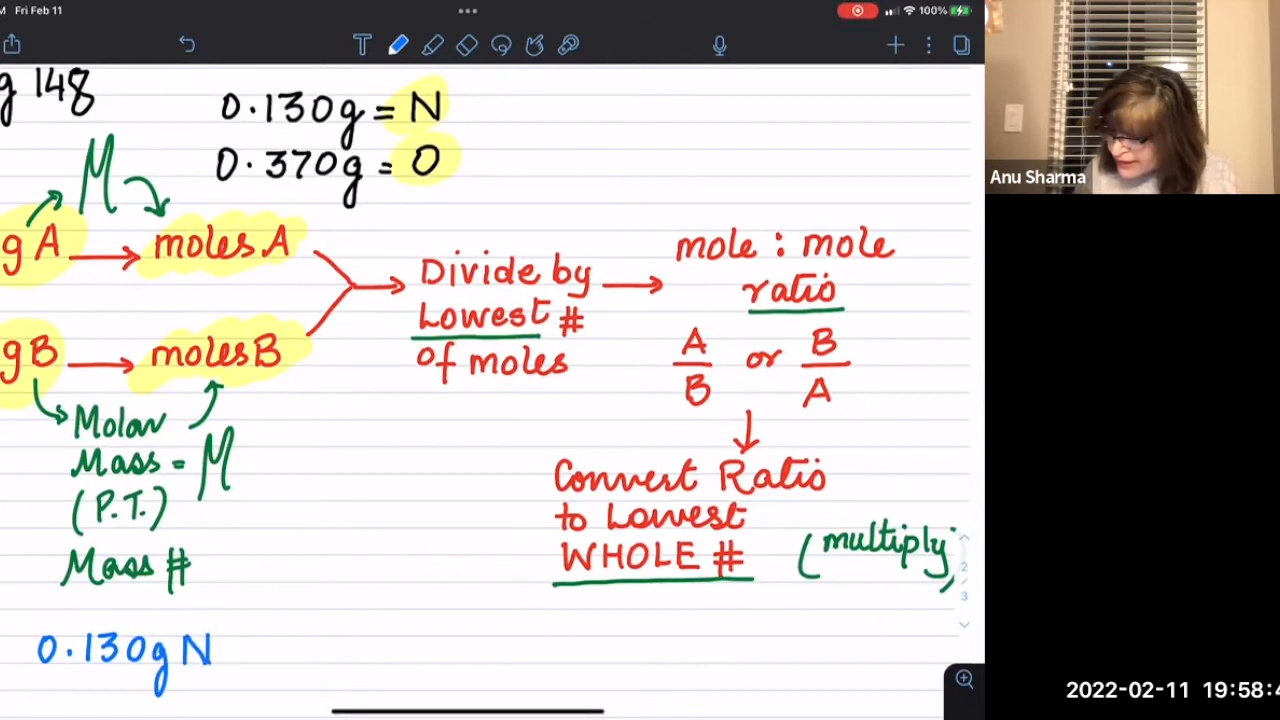 Fri Feb 11
100%
g 148
0.130g = N
0.370g = O
M
g A → moles A
g B → moles B
Divide by
Lowest #
of moles
mole : mole
ratio
A/B or B/A
Convert Ratio
to Lowest
WHOLE #
(multiply)
Molar
Mass = M
(P.T.)
Mass #
0.130g N
2
/
3
Anu Sharma
2022-02-11 19:58:4